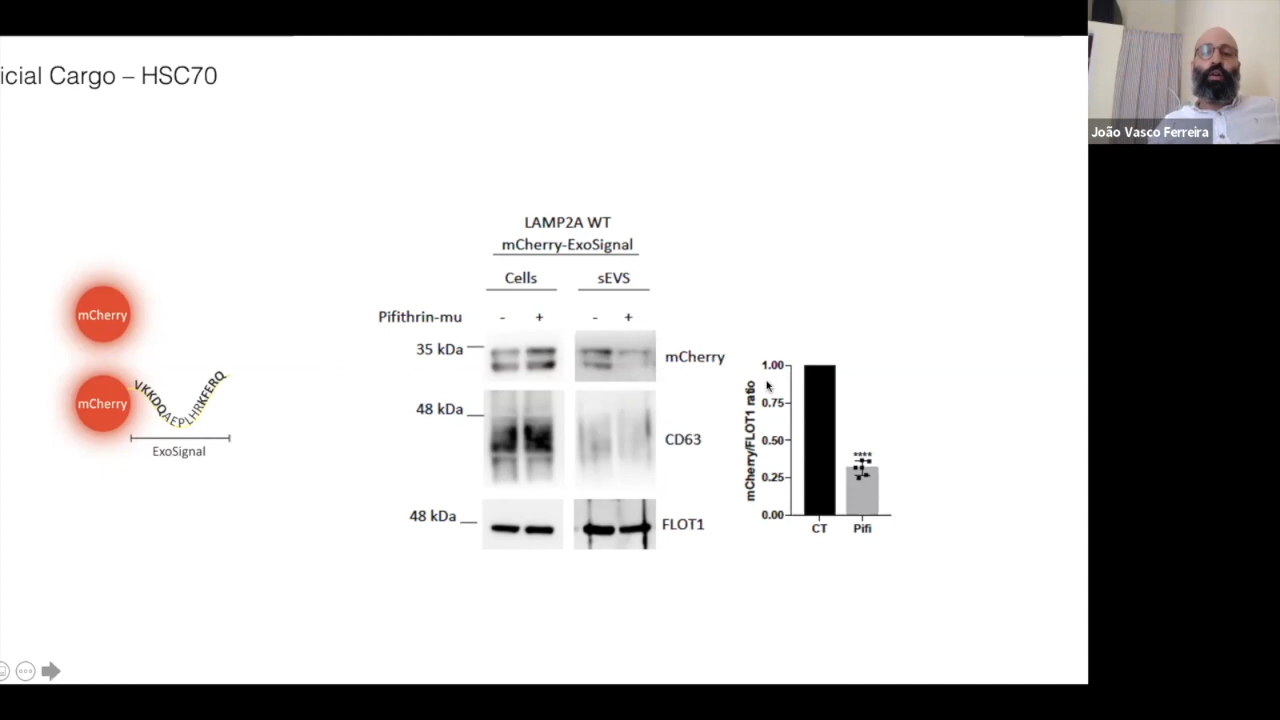 icial Cargo – HSC70
João Vasco Ferreira
LAMP2A WT
mCherry-ExoSignal
Cells sEVS
Pifithrin-mu - + - +
35 kDa mCherry
48 kDa CD63
48 kDa FLOT1
mCherry
mCherry VKKDQAEPLHRKFERQ
ExoSignal
mCherry/FLOT1 ratio
1.00
0.75
0.50
0.25
0.00
****
CT Pifi